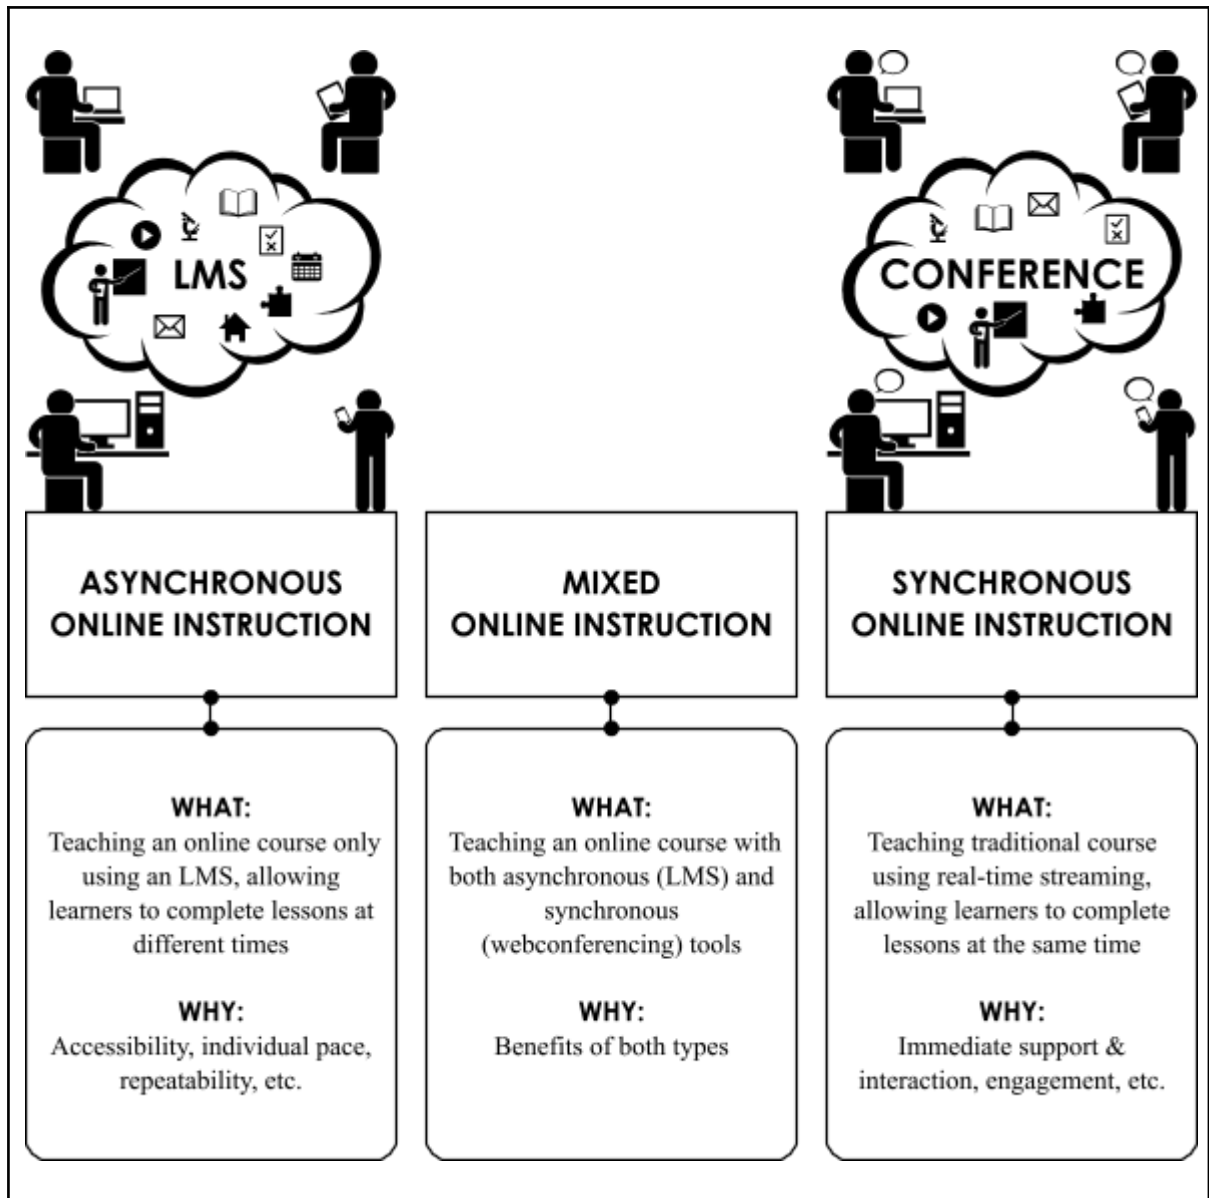 LMS
CONFERENCE
ASYNCHRONOUS
ONLINE INSTRUCTION
WHAT:
Teaching an online course only
using an LMS, allowing
learners to complete lessons at
different times
WHY:
Accessibility, individual pace,
repeatability, etc.
MIXED
ONLINE INSTRUCTION
WHAT:
Teaching an online course with
both asynchronous (LMS) and
synchronous
(webconferencing) tools
WHY:
Benefits of both types
SYNCHRONOUS
ONLINE INSTRUCTION
WHAT:
Teaching traditional course
using real-time streaming,
allowing learners to complete
lessons at the same time
WHY:
Immediate support &
interaction, engagement, etc.